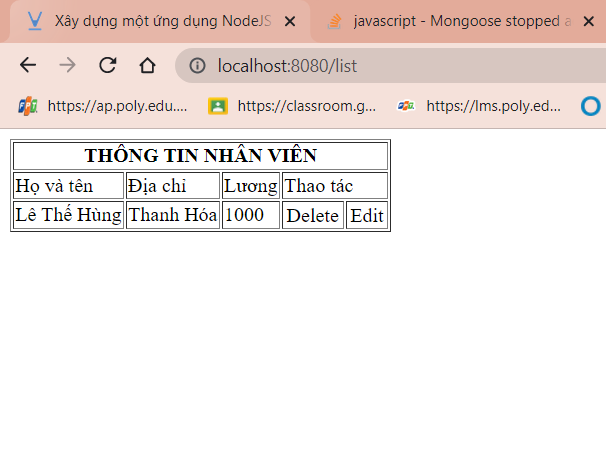 Xây dựng một ứng dụng NodeJS
javascript - Mongoose stopped a
localhost:8080/list
https://ap.poly.edu....
https://classroom.g...
https://lms.poly.ed...
THÔNG TIN NHÂN VIÊN
Họ và tên Địa chỉ Lương Thao tác
Lê Thế Hùng Thanh Hóa 1000 Delete Edit